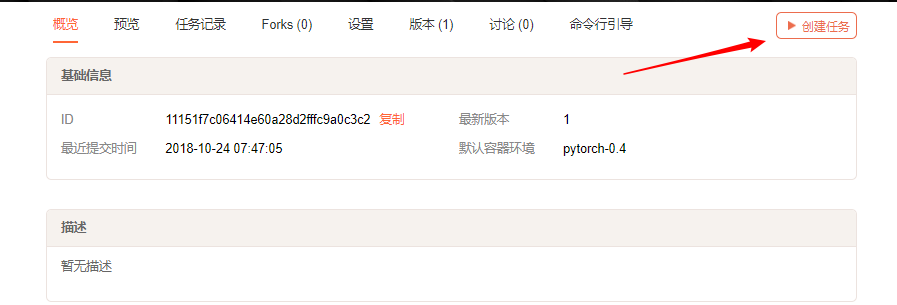 概览 预览 任务记录 Forks (0) 设置 版本 (1) 讨论 (0) 命令行引导 创建任务
基础信息
ID 11151f7c06414e60a28d2fffc9a0c3c2 复制 最新版本 1
最近提交时间 2018-10-24 07:47:05 默认容器环境 pytorch-0.4
描述
暂无描述